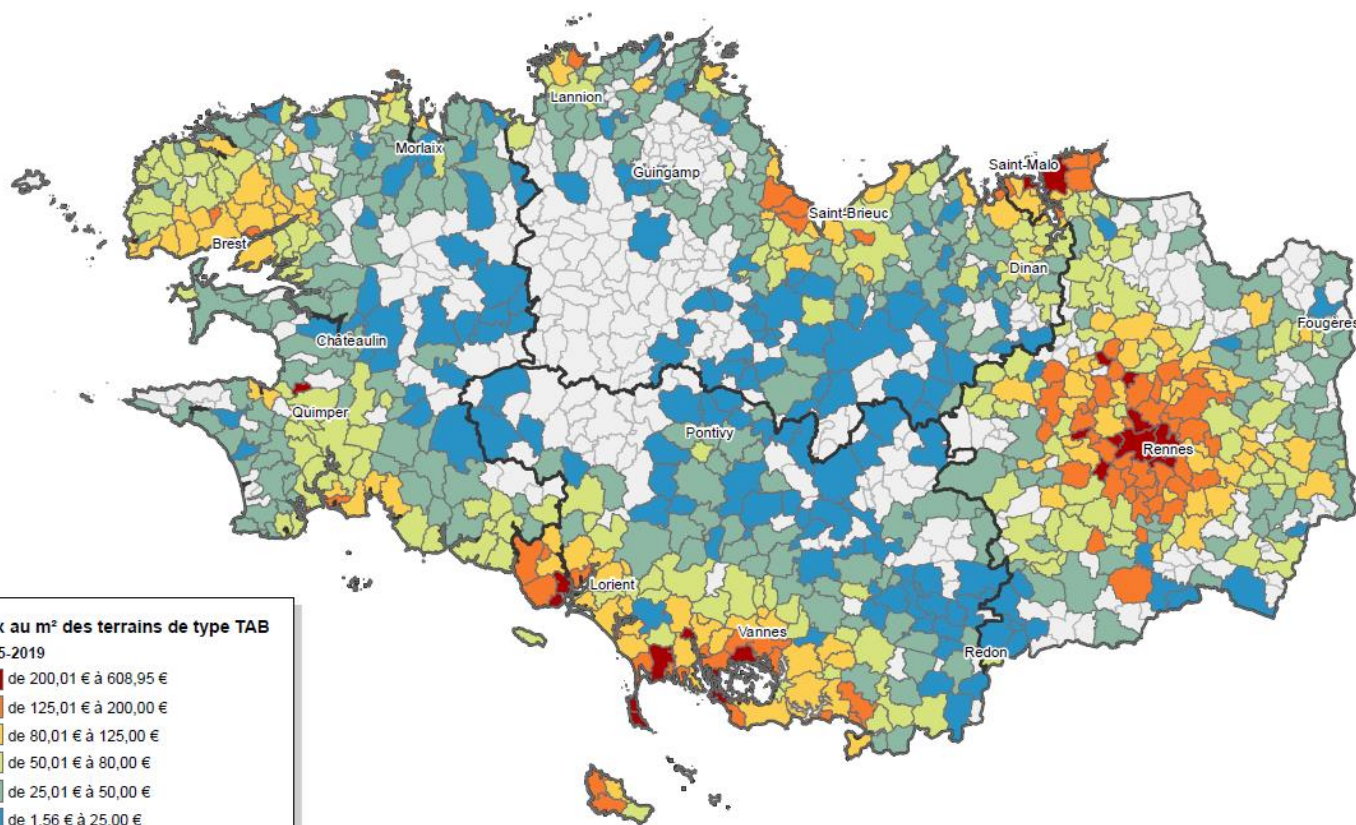 Lannion
Morlaix
Guingamp
Saint-Malo
Saint-Brieuc
Brest
Dinan
Fougères
Châteaulin
Quimper
Pontivy
Rennes
Lorient
Vannes
Redon
au m² des terrains de type TAB
-2019
de 200,01 € à 608,95 €
de 125,01 € à 200,00 €
de 80,01 € à 125,00 €
de 50,01 € à 80,00 €
de 25,01 € à 50,00 €
de 1,56 € à 25,00 €